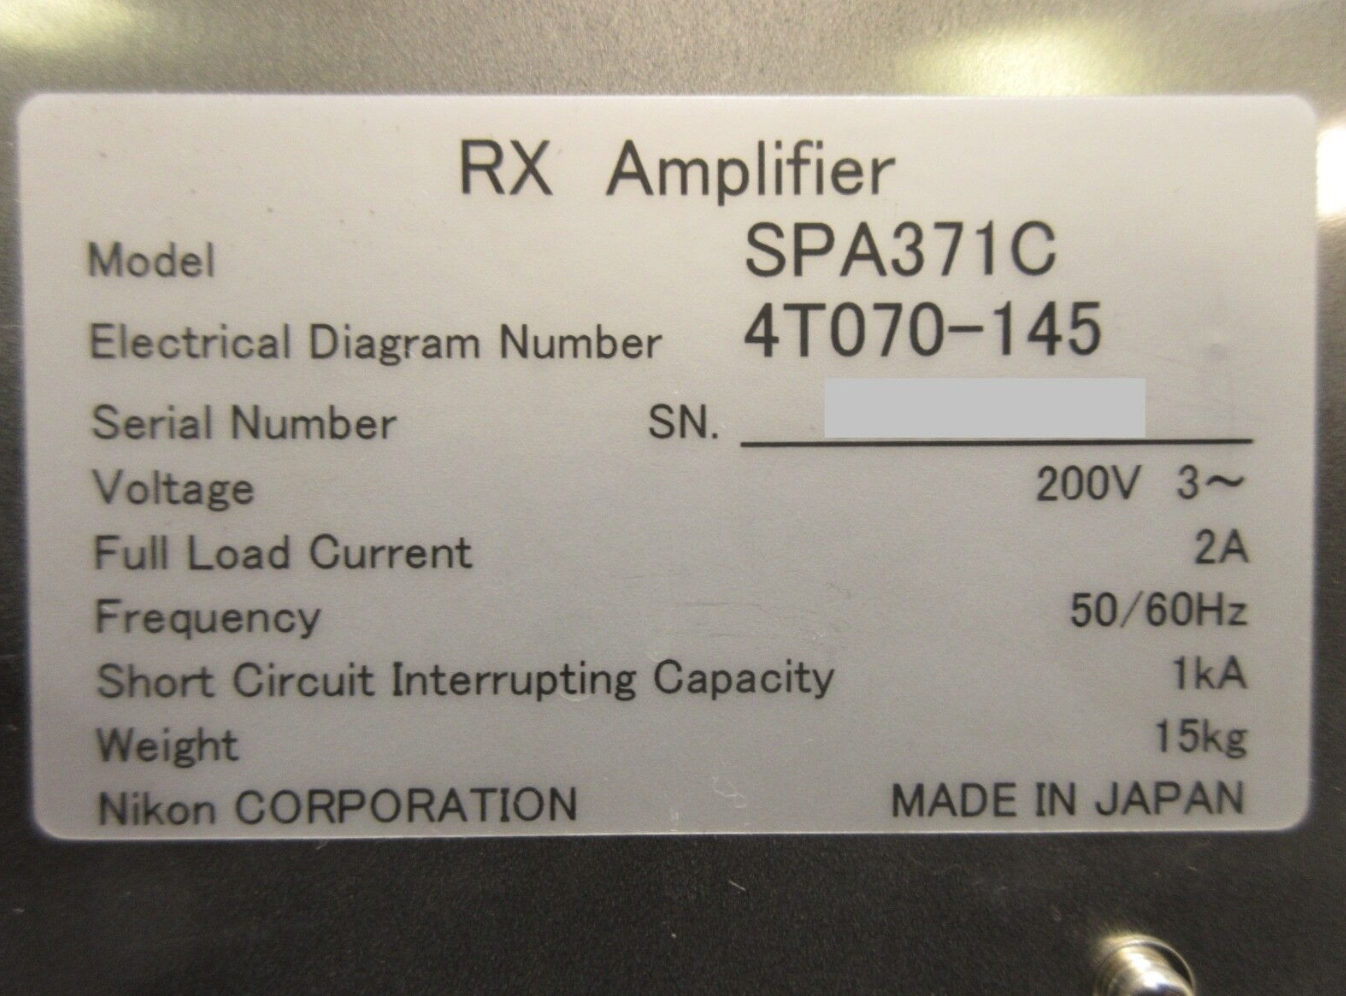 RX Amplifier
Model SPA371C
Electrical Diagram Number 4T070-145
Serial Number SN.
Voltage 200V 3~
Full Load Current 2A
Frequency 50/60Hz
Short Circuit Interrupting Capacity 1kA
Weight 15kg
Nikon CORPORATION MADE IN JAPAN